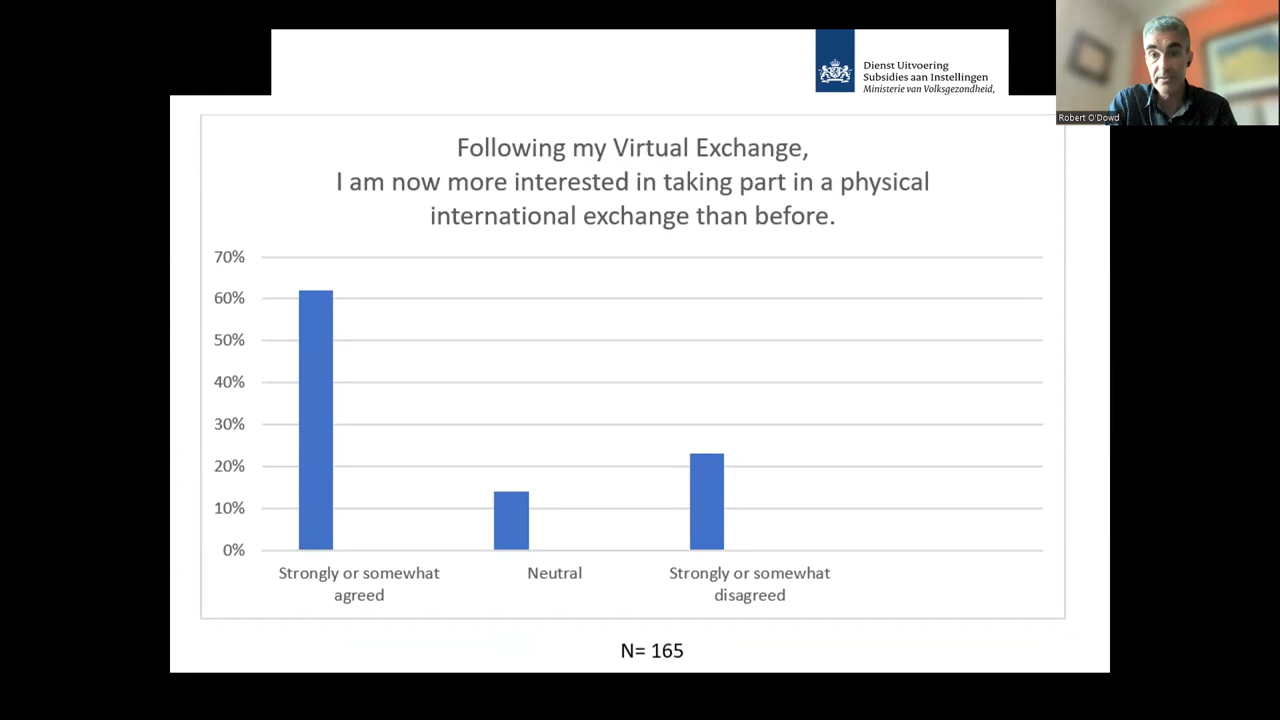 Dienst Uitvoering
Subsidies aan Instellingen
Ministerie van Volksgezondheid,
Robert O'Dowd
Following my Virtual Exchange,
I am now more interested in taking part in a physical
international exchange than before.
70%
60%
50%
40%
30%
20%
10%
0%
Strongly or somewhat
agreed
Neutral
Strongly or somewhat
disagreed
N= 165